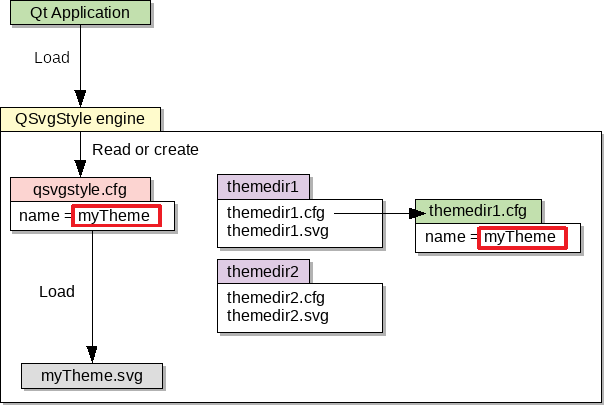 Qt Application
Load
QSvgStyle engine
Read or create
qsvgstyle.cfg
name = myTheme
Load
myTheme.svg
themedir1
themedir1.cfg
themedir1.svg
themedir2
themedir2.cfg
themedir2.svg
themedir1.cfg
name = myTheme